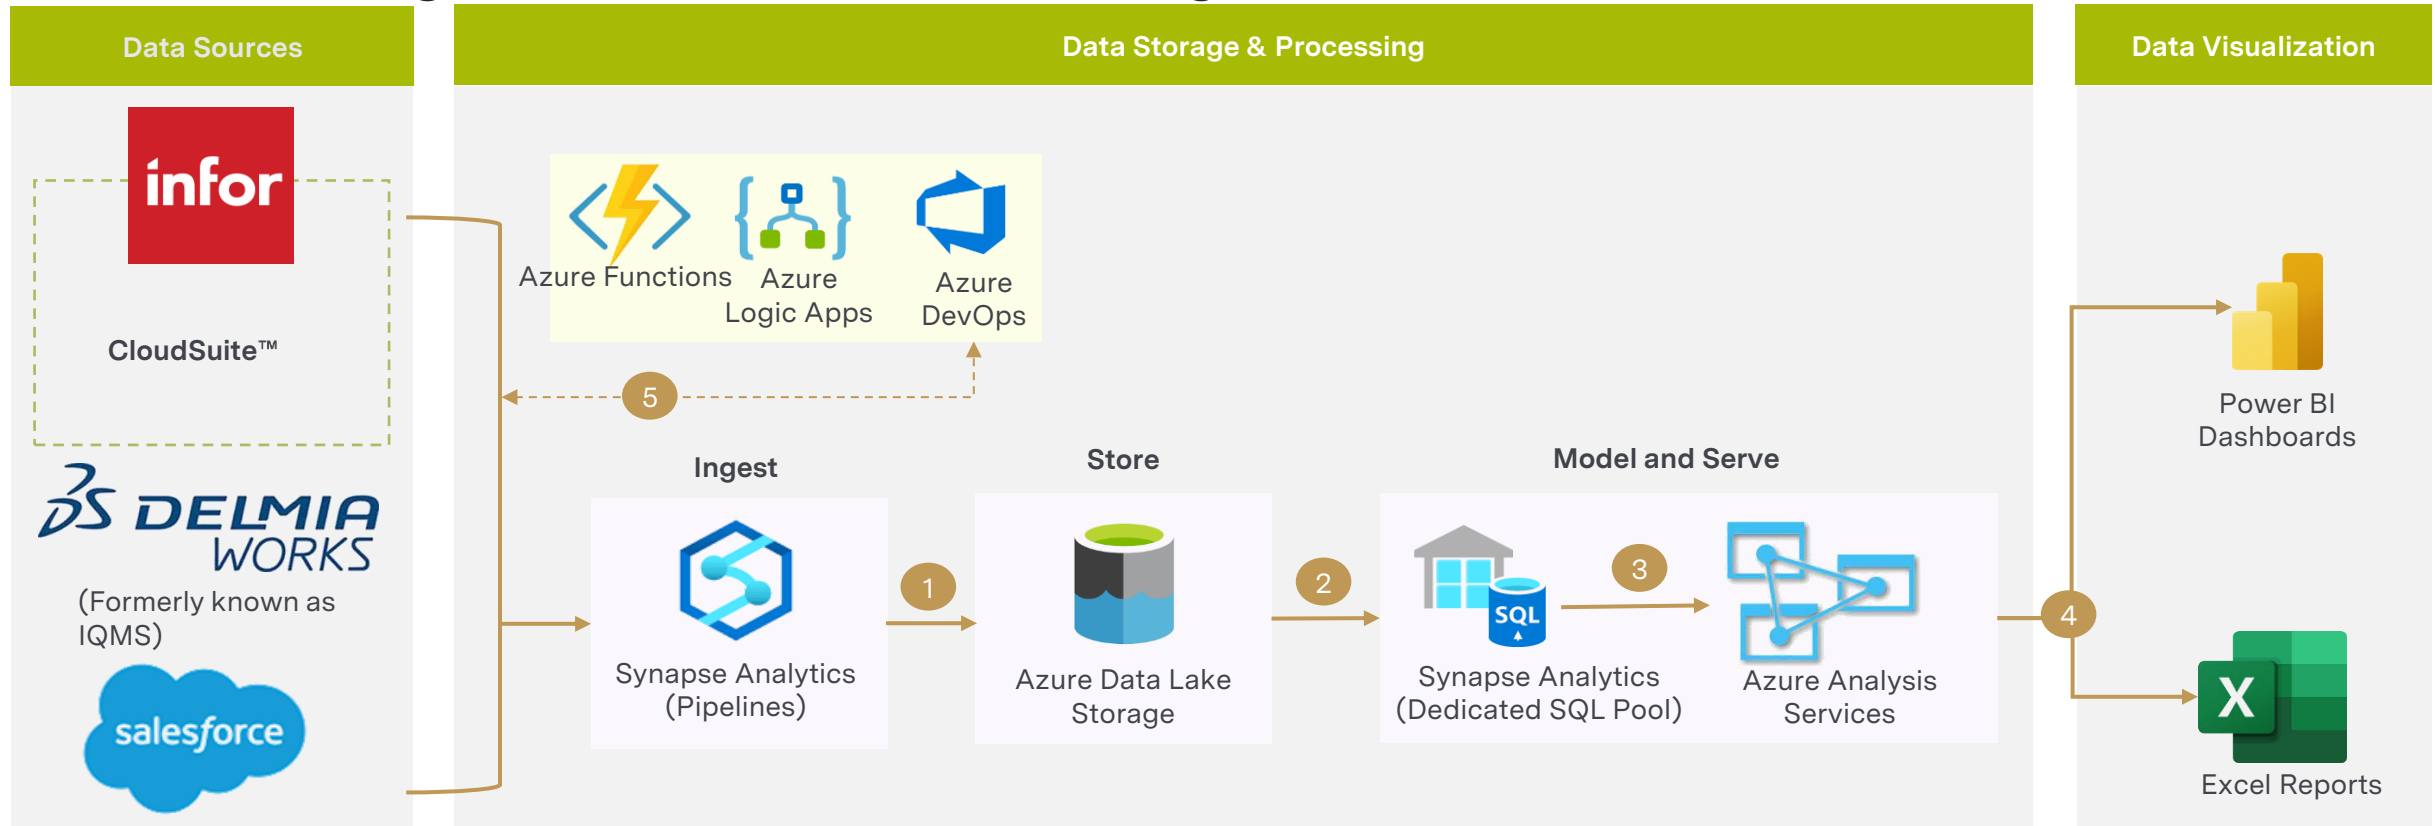 Data Sources
Data Storage & Processing
Data Visualization
infor
CloudSuite™
DELMIA
WORKS
(Formerly known as
IQMS)
salesforce
Azure Functions
Azure
Logic Apps
Azure
DevOps
5
Ingest
Synapse Analytics
(Pipelines)
1
Store
Azure Data Lake
Storage
2
Model and Serve
SQL
Synapse Analytics
(Dedicated SQL Pool)
3
Azure Analysis
Services
4
Power BI
Dashboards
X
Excel Reports